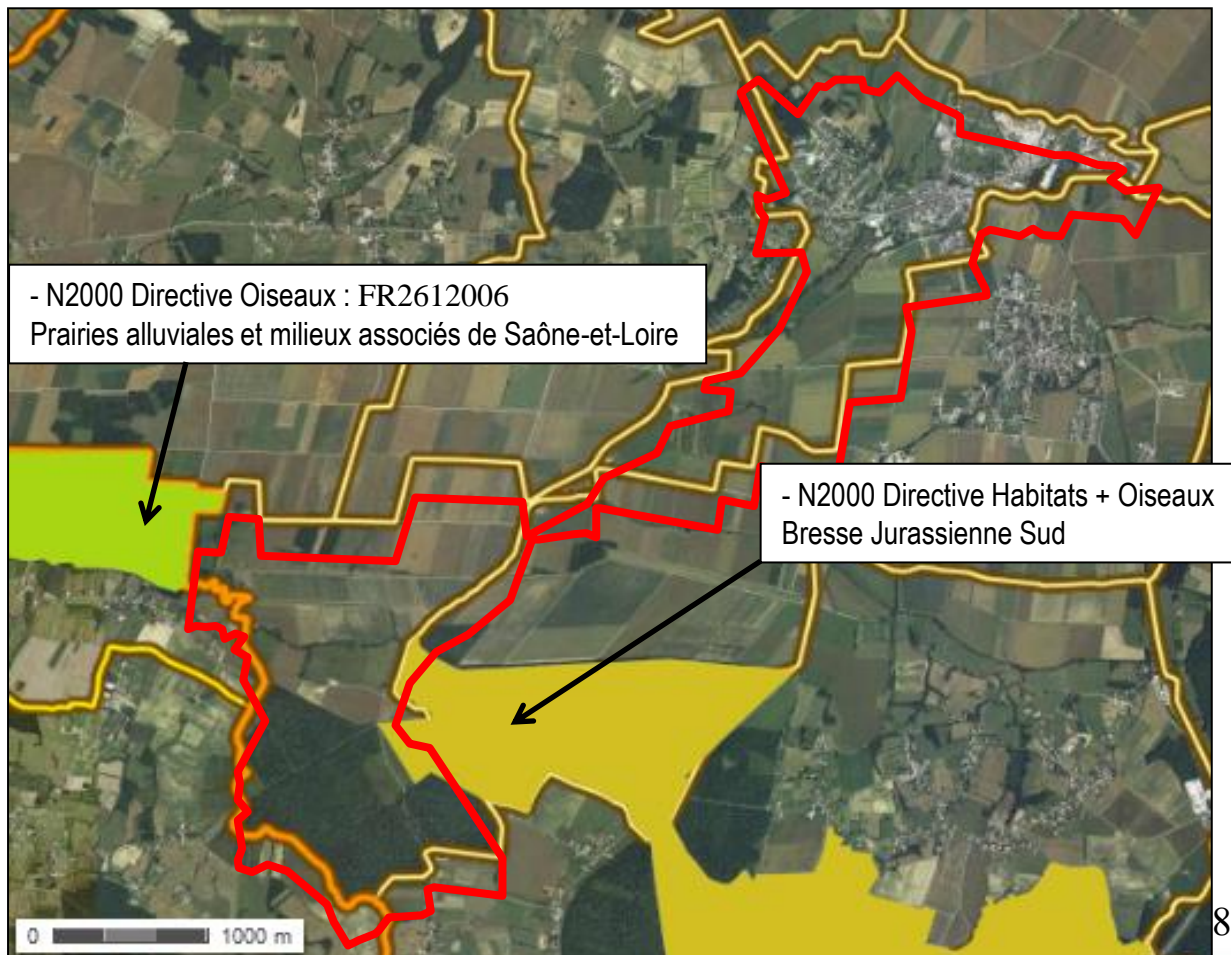 - N2000 Directive Oiseaux : FR2612006
Prairies alluviales et milieux associés de Saône-et-Loire
- N2000 Directive Habitats + Oiseaux
Bresse Jurassienne Sud
0 1000 m
8